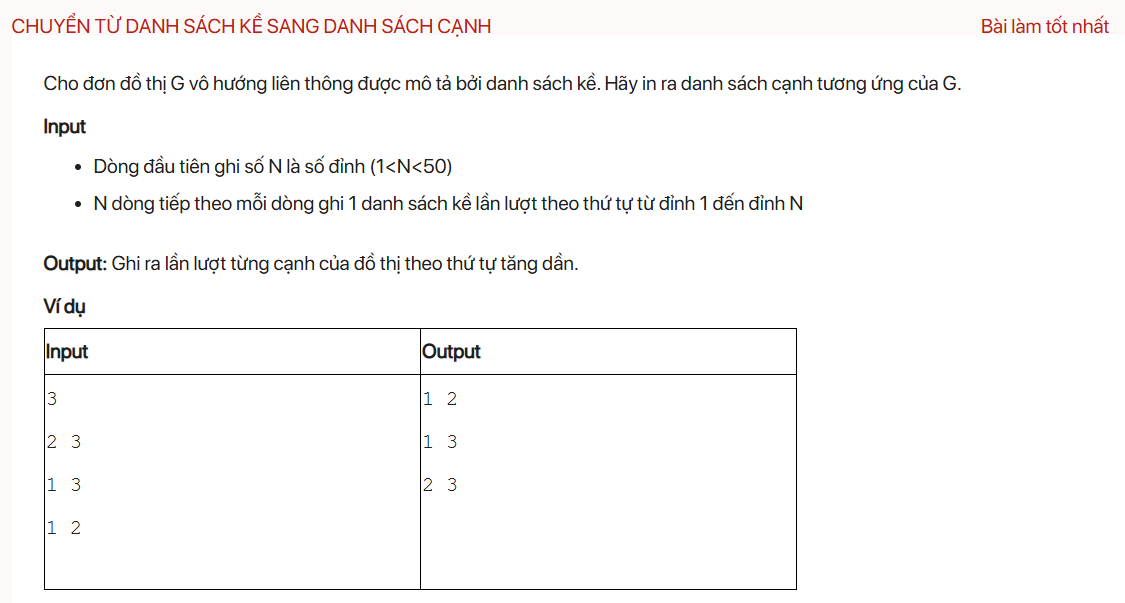 CHUYỂN TỪ DANH SÁCH KỀ SANG DANH SÁCH CẠNH
Bài làm tốt nhất
Cho đơn đồ thị G vô hướng liên thông được mô tả bởi danh sách kề. Hãy in ra danh sách cạnh tương ứng của G.
Input
• Dòng đầu tiên ghi số N là số đỉnh (1<N<50)
• N dòng tiếp theo mỗi dòng ghi 1 danh sách kề lần lượt theo thứ tự từ đỉnh 1 đến đỉnh N
Output: Ghi ra lần lượt từng cạnh của đồ thị theo thứ tự tăng dần.
Ví dụ
Input Output
3 1 2
2 3 1 3
1 3 2 3
1 2